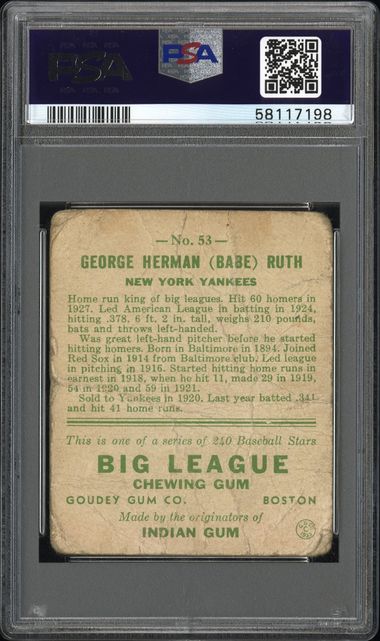 PSA
PSA
58117198
— No. 53 —
GEORGE HERMAN (BABE) RUTH
NEW YORK YANKEES
Home run king of big leagues. Hit 60 homers in
1927. Led American League in batting in 1924,
hitting .378, 6 ft. 2 in. tall, weighs 210 pounds,
bats and throws left-handed.
Was great left-hand pitcher before he started
hitting homers. Born in Baltimore in 1894. Joined
Red Sox in 1914 from Baltimore club. Led league
in pitching in 1916. Started hitting home runs in
earnest in 1918, when he hit 11, made 29 in 1919,
54 in 1920 and 59 in 1921.
Sold to Yankees in 1920. Last year batted .341
and hit 41 home runs.
This is one of a series of 240 Baseball Stars
BIG LEAGUE
CHEWING GUM
GOUDEY GUM CO. BOSTON
Made by the originators of
INDIAN GUM